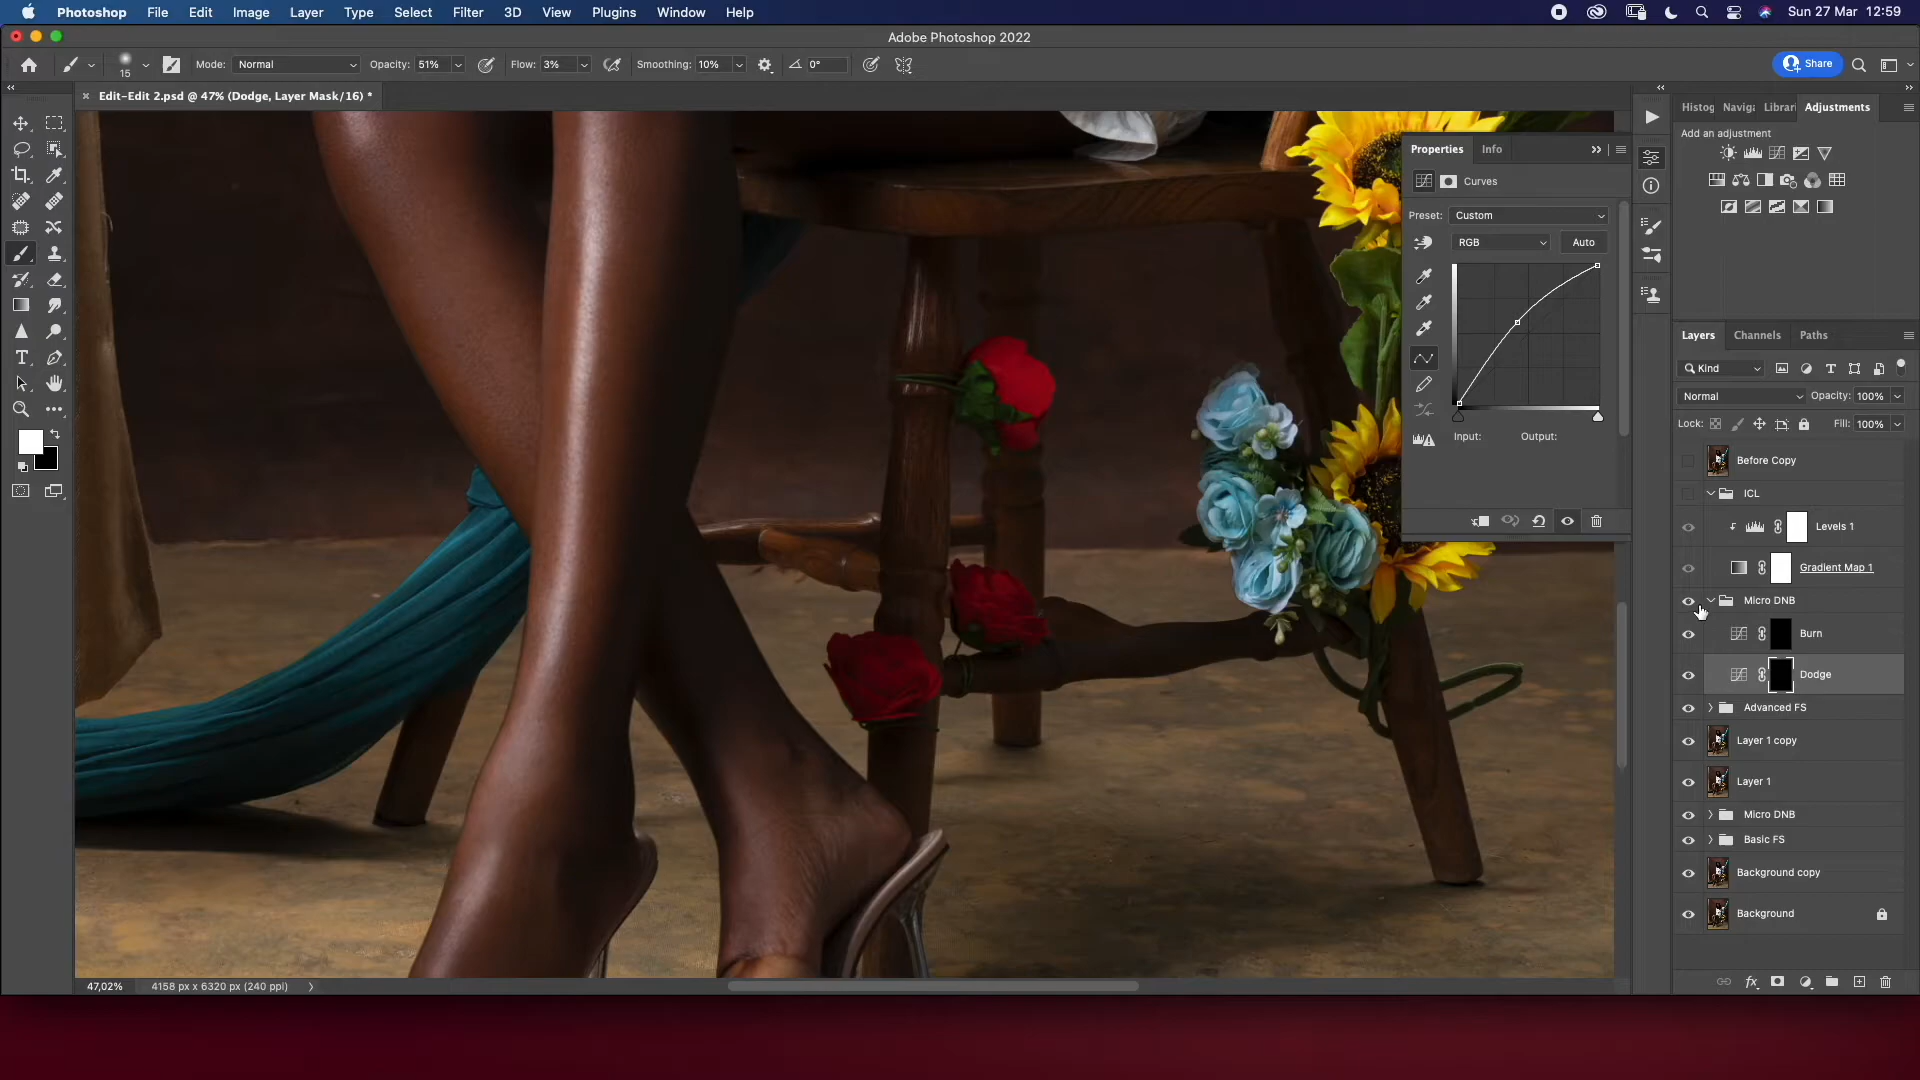 Photoshop File Edit Image Layer Type Select Filter 3D View Plugins Window Help Sun 27 Mar 12:59
Adobe Photoshop 2022
15 Mode: Normal Opacity: 51% Flow: 3% Smoothing: 10% 0° Share
Edit-Edit 2.psd @ 47% (Dodge, Layer Mask/16) *
Histog Naviga Librari Adjustments
Add an adjustment
Properties Info
Curves
Preset: Custom
RGB Auto
Input: Output:
Layers Channels Paths
Kind
Normal Opacity: 100%
Lock: Fill: 100%
Before Copy
ICL
Levels 1
Gradient Map 1
Micro DNB
Burn
Dodge
Advanced FS
Layer 1 copy
Layer 1
Micro DNB
Basic FS
Background copy
Background
47,02% 4158 px x 6320 px (240 ppi)